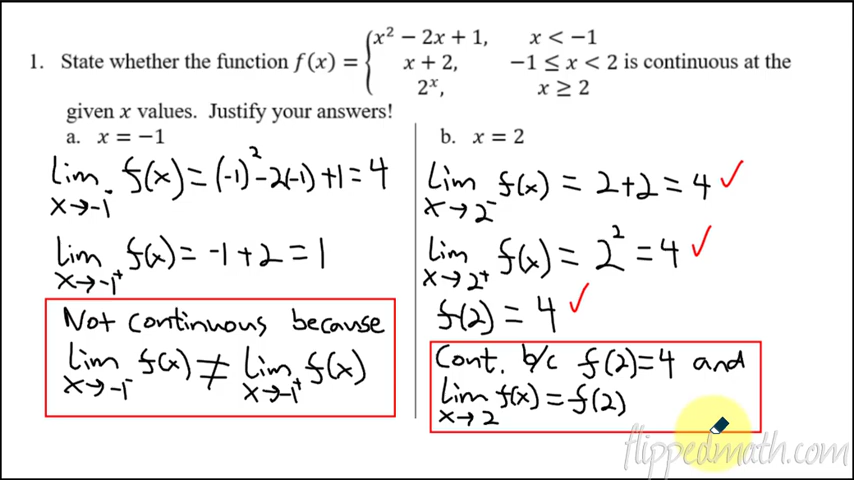 1. State whether the function f(x) = { x² − 2x + 1, x < −1
x + 2, −1 ≤ x < 2 is continuous at the
2ˣ, x ≥ 2
given x values. Justify your answers!
a. x = −1
lim x→-1⁻ f(x) = (-1)² - 2(-1) + 1 = 4
lim x→-1⁺ f(x) = -1 + 2 = 1
Not continuous because
lim x→-1⁻ f(x) ≠ lim x→-1⁺ f(x)
b. x = 2
lim x→2⁻ f(x) = 2+2 = 4 ✓
lim x→2⁺ f(x) = 2² = 4 ✓
f(2) = 4 ✓
Cont. b/c f(2)=4 and
lim x→2 f(x) = f(2)
flippedmath.com